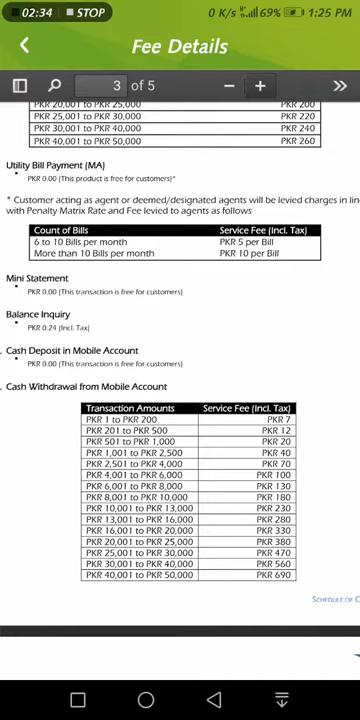 02:34 STOP 0 K/s 69% 1:25 PM
Fee Details
3 of 5
PKR 20,001 to PKR 25,000 PKR 200
PKR 25,001 to PKR 30,000 PKR 220
PKR 30,001 to PKR 40,000 PKR 240
PKR 40,001 to PKR 50,000 PKR 260
Utility Bill Payment (MA)
• PKR 0.00 (This product is free for customers)*
* Customer acting as agent or deemed/designated agents will be levied charges in lin
with Penalty Matrix Rate and Fee levied to agents as follows
Count of Bills Service Fee (Incl. Tax)
6 to 10 Bills per month PKR 5 per Bill
More than 10 Bills per month PKR 10 per Bill
Mini Statement
• PKR 0.00 (This transaction is free for customers)
Balance Inquiry
• PKR 0.24 (Incl. Tax)
. Cash Deposit in Mobile Account
• PKR 0.00 (This transaction is free for customers)
. Cash Withdrawal from Mobile Account
Transaction Amounts Service Fee (Incl. Tax)
PKR 1 to PKR 200 PKR 7
PKR 201 to PKR 500 PKR 12
PKR 501 to PKR 1,000 PKR 20
PKR 1,001 to PKR 2,500 PKR 40
PKR 2,501 to PKR 4,000 PKR 70
PKR 4,001 to PKR 6,000 PKR 100
PKR 6,001 to PKR 8,000 PKR 130
PKR 8,001 to PKR 10,000 PKR 180
PKR 10,001 to PKR 13,000 PKR 230
PKR 13,001 to PKR 16,000 PKR 280
PKR 16,001 to PKR 20,000 PKR 330
PKR 20,001 to PKR 25,000 PKR 380
PKR 25,001 to PKR 30,000 PKR 470
PKR 30,001 to PKR 40,000 PKR 560
PKR 40,001 to PKR 50,000 PKR 690
SCHEDULE OF C